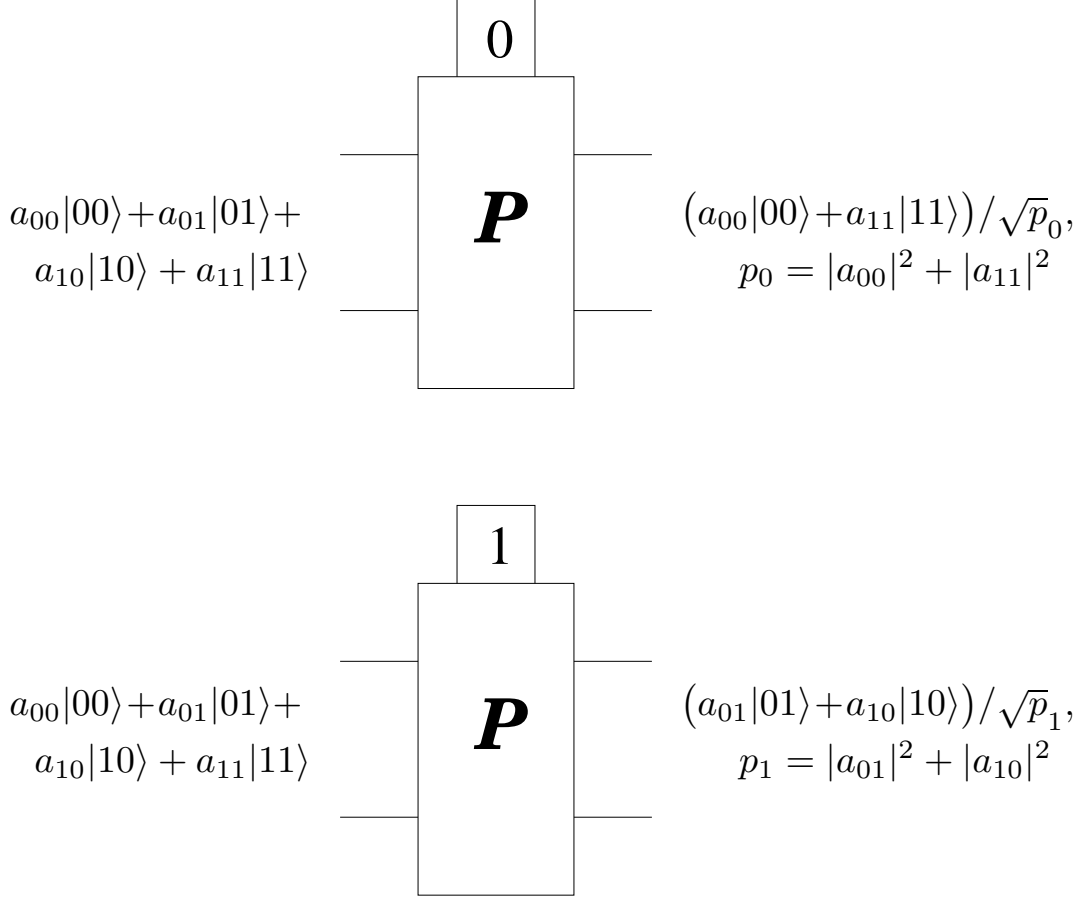 0
P
a₀₀|00⟩+a₀₁|01⟩+
a₁₀|10⟩ + a₁₁|11⟩
(a₀₀|00⟩+a₁₁|11⟩)/√p₀,
p₀ = |a₀₀|² + |a₁₁|²
1
P
a₀₀|00⟩+a₀₁|01⟩+
a₁₀|10⟩ + a₁₁|11⟩
(a₀₁|01⟩+a₁₀|10⟩)/√p₁,
p₁ = |a₀₁|² + |a₁₀|²